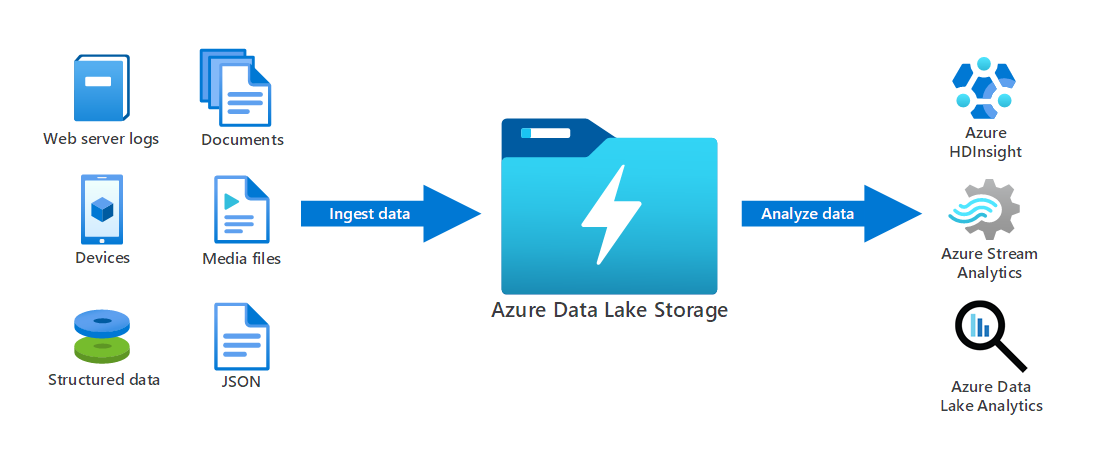 Web server logs
Documents
Devices
Media files
Structured data
JSON
Ingest data
Azure Data Lake Storage
Analyze data
Azure
HDInsight
Azure Stream
Analytics
Azure Data
Lake Analytics